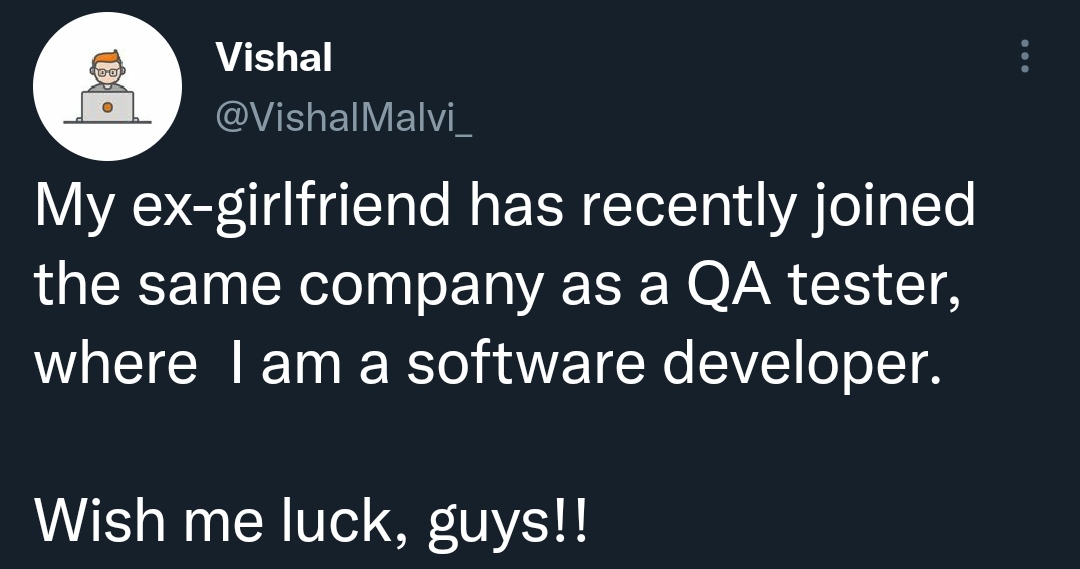 Vishal
@VishalMalvi_
My ex-girlfriend has recently joined
the same company as a QA tester,
where  I am a software developer.
Wish me luck, guys!!